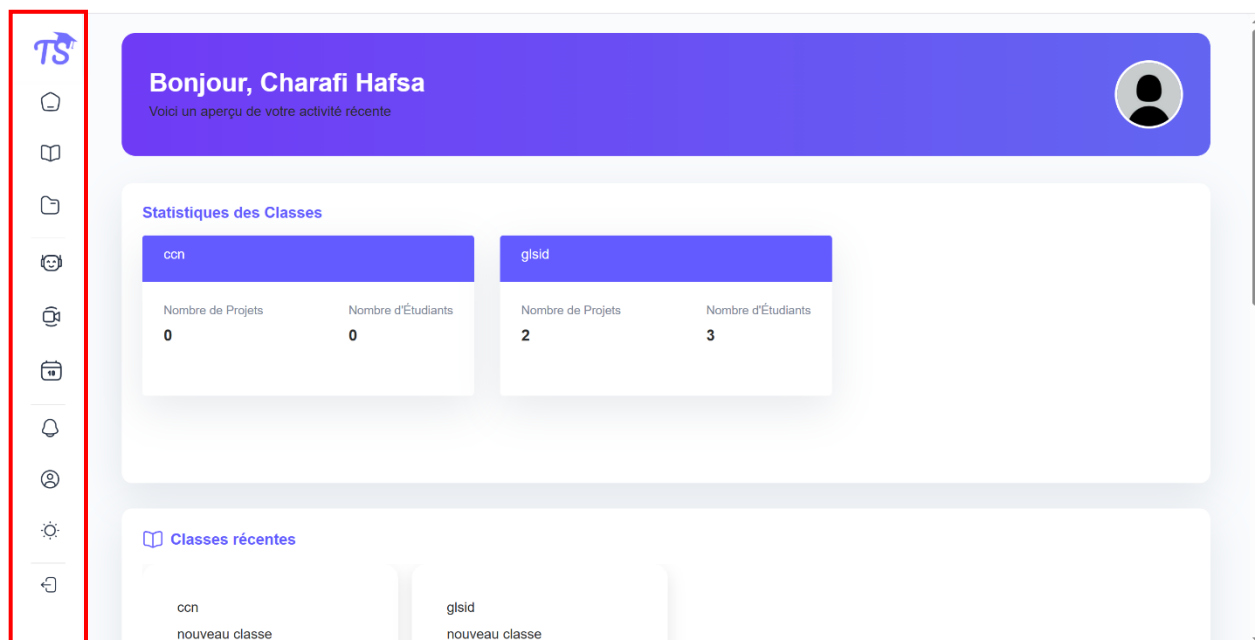 TS
Bonjour, Charafi Hafsa
Voici un aperçu de votre activité récente
Statistiques des Classes
ccn
Nombre de Projets
Nombre d'Étudiants
0
0
glsid
Nombre de Projets
Nombre d'Étudiants
2
3
10
Classes récentes
ccn
nouveau classe
glsid
nouveau classe